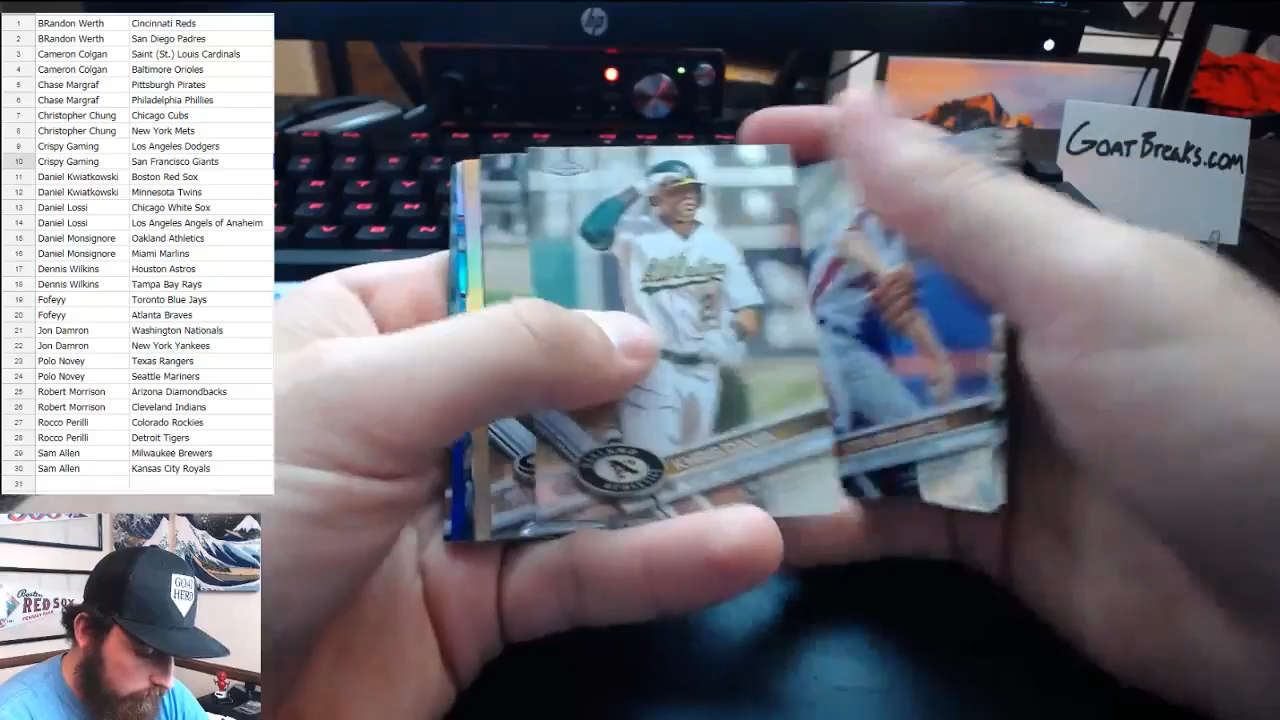 1 BRandon Werth Cincinnati Reds
2 BRandon Werth San Diego Padres
3 Cameron Colgan Saint (St.) Louis Cardinals
4 Cameron Colgan Baltimore Orioles
5 Chase Margraf Pittsburgh Pirates
6 Chase Margraf Philadelphia Phillies
7 Christopher Chung Chicago Cubs
8 Christopher Chung New York Mets
9 Crispy Gaming Los Angeles Dodgers
10 Crispy Gaming San Francisco Giants
11 Daniel Kwiatkowski Boston Red Sox
12 Daniel Kwiatkowski Minnesota Twins
13 Daniel Lossi Chicago White Sox
14 Daniel Lossi Los Angeles Angels of Anaheim
15 Daniel Monsignore Oakland Athletics
16 Daniel Monsignore Miami Marlins
17 Dennis Wilkins Houston Astros
18 Dennis Wilkins Tampa Bay Rays
19 Fofeyy Toronto Blue Jays
20 Fofeyy Atlanta Braves
21 Jon Damron Washington Nationals
22 Jon Damron New York Yankees
23 Polo Novey Texas Rangers
24 Polo Novey Seattle Mariners
25 Robert Morrison Arizona Diamondbacks
26 Robert Morrison Cleveland Indians
27 Rocco Perilli Colorado Rockies
28 Rocco Perilli Detroit Tigers
29 Sam Allen Milwaukee Brewers
30 Sam Allen Kansas City Royals
31
hp
GOATBREAKS.COM
A's
GOAT
HERD
Boston
RED SOX